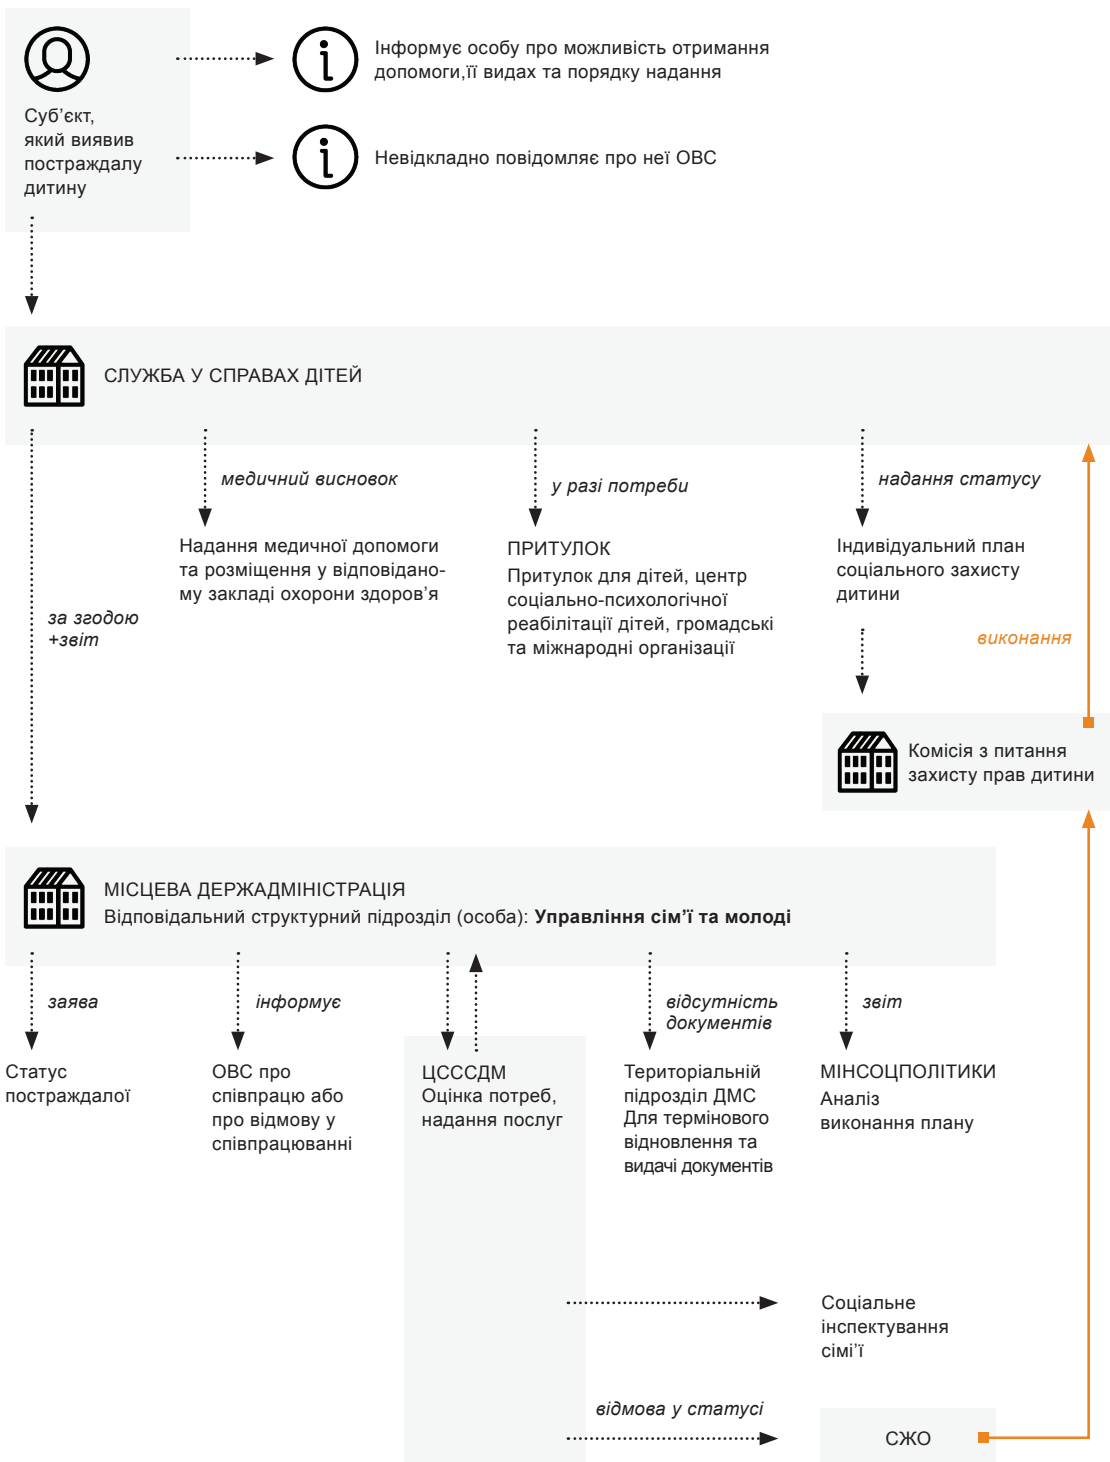 Інформує особу про можливість отримання
допомоги,її видах та порядку надання
Суб’єкт,
який виявив
постраждалу
дитину
Невідкладно повідомляє про неї ОВС
СЛУЖБА У СПРАВАХ ДІТЕЙ
медичний висновок
у разі потреби
надання статусу
Надання медичної допомоги
та розміщення у відповідано-
му закладі охорони здоров’я
ПРИТУЛОК
Притулок для дітей, центр
соціально-психологічної
реабілітації дітей, громадські
та міжнародні організації
Індивідуальний план
соціального захисту
дитини
за згодою
+звіт
виконання
Комісія з питання
захисту прав дитини
МІСЦЕВА ДЕРЖАДМІНІСТРАЦІЯ
Відповідальний структурний підрозділ (особа): Управління сім’ї та молоді
заява
інформує
відсутність
документів
звіт
Статус
постраждалої
ОВС про
співпрацю або
про відмову у
співпрацюванні
ЦСССДМ
Оцінка потреб,
надання послуг
Територіальній
підрозділ ДМС
Для термінового
відновлення та
видачі документів
МІНСОЦПОЛІТИКИ
Аналіз
виконання плану
Соціальне
інспектування
сімі’ї
відмова у статусі
СЖО